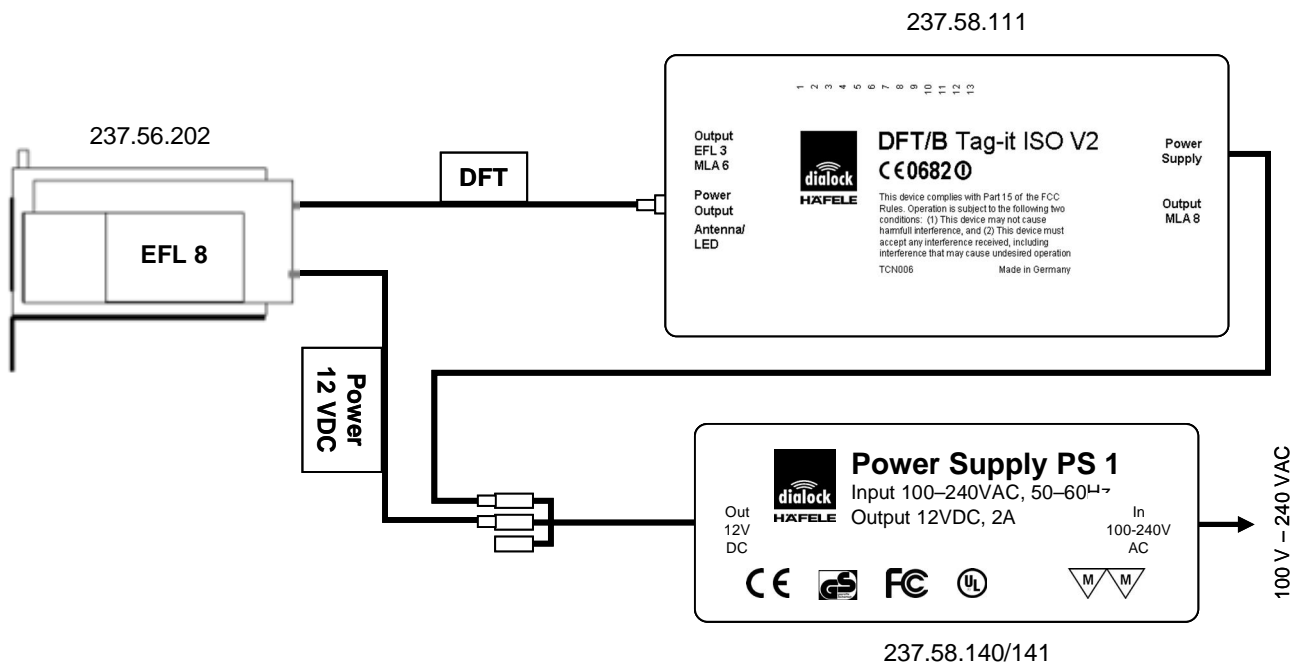 237.58.111
237.56.202
EFL 8
DFT
1 2 3 4 5 6 7 8 9 10 11 12 13
Output
EFL 3
MLA 6
Power
Output
Antenna/
LED
dialock
HÄFELE
DFT/B Tag-it ISO V2
CE0682
This device complies with Part 15 of the FCC
Rules. Operation is subject to the following two
conditions: (1) This device may not cause
harmfull interference, and (2) This device must
accept any interference received, including
interference that may cause undesired operation
TCN006 Made in Germany
Power
Supply
Output
MLA 8
Power
12 VDC
Out
12V
DC
dialock
HÄFELE
Power Supply PS 1
Input 100–240VAC, 50–60Hz
Output 12VDC, 2A
In
100-240V
AC
CE GS FC UL M M
100 V – 240 VAC
237.58.140/141